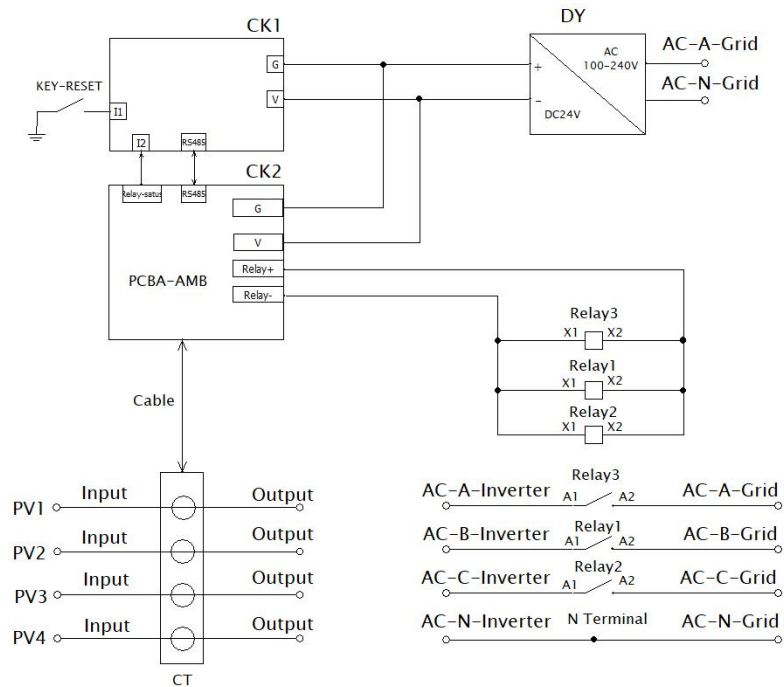 CK1
DY
G
AC
100-240V
AC-A-Grid
KEY-RESET
+
V
-
AC-N-Grid
I1
DC24V
I2
RS485
CK2
Relay-satus
RS485
G
V
PCBA-AMB
Relay+
Relay-
Relay3
X1 X2
Relay1
X1 X2
Relay2
X1 X2
Cable
PV1 Input Output
PV2 Input Output
PV3 Input Output
PV4 Input Output
CT
Relay3
AC-A-Inverter A1 A2 AC-A-Grid
Relay1
AC-B-Inverter A1 A2 AC-B-Grid
Relay2
AC-C-Inverter A1 A2 AC-C-Grid
AC-N-Inverter N Terminal AC-N-Grid